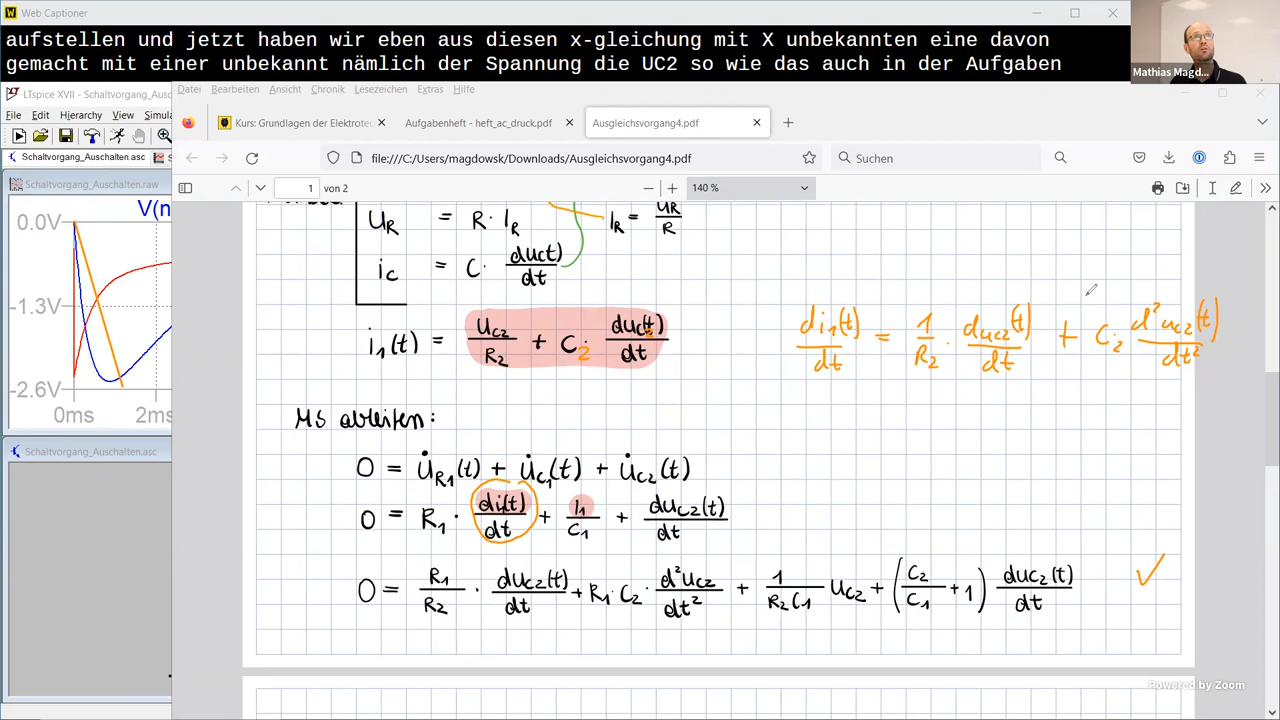 Web Captioner
aufstellen und jetzt haben wir eben aus diesen x-gleichung mit X unbekannten eine davon
gemacht mit einer unbekannt nämlich der Spannung die UC2 so wie das auch in der Aufgaben
Mathias Magd...
LTspice XVII - Schaltvorgang_Aus
File Edit Hierarchy View Simula
Schaltvorgang_Auschalten.asc
Schaltvorgang_Auschalten.raw
V(n
0.0V
-1.3V
-2.6V
0ms 2ms
Schaltvorgang_Auschalten.asc
Datei Bearbeiten Ansicht Chronik Lesezeichen Extras Hilfe
Kurs: Grundlagen der Elektrotec Aufgabenheft - heft_ac_druck.pdf Ausgleichsvorgang4.pdf
file:///C:/Users/magdowsk/Downloads/Ausgleichsvorgang4.pdf Suchen
1 von 2 140 %
U_R = R · I_R I_R = U_R/R
i_C = C · du_C(t)/dt
i_1(t) = u_C2/R_2 + C_2 · du_C2(t)/dt
di_1(t)/dt = 1/R_2 · du_C2(t)/dt + C_2 d²u_C2(t)/dt²
MS ableiten:
0 = u̇_R1(t) + u̇_C1(t) + u̇_C2(t)
0 = R_1 · di_1(t)/dt + I_1/C_1 + du_C2(t)/dt
0 = R_1/R_2 · du_C2(t)/dt + R_1 · C_2 · d²u_C2/dt² + 1/(R_2 C_1) u_C2 + (C_2/C_1 + 1) du_C2(t)/dt ✓
Powered by Zoom